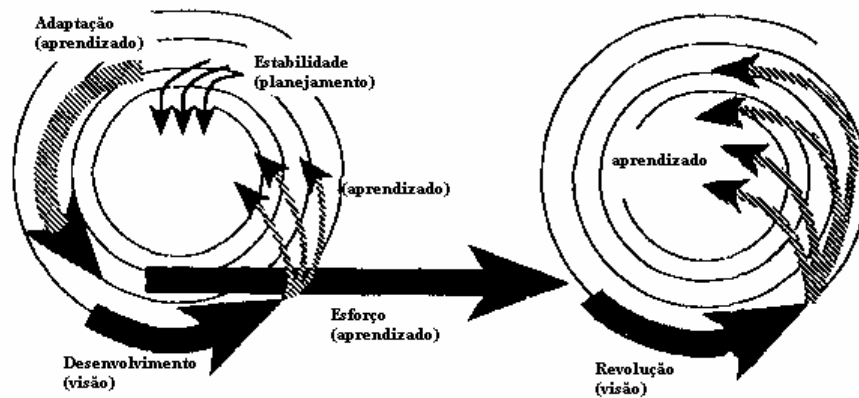 Adaptação
(aprendizado)
Estabilidade
(planejamento)
(aprendizado)
Esforço
(aprendizado)
Desenvolvimento
(visão)
aprendizado
Revolução
(visão)